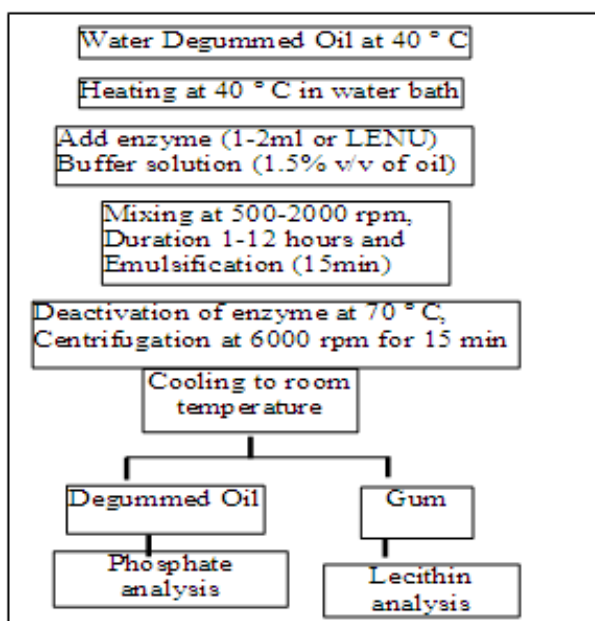 Water Degummed Oil at 40 ° C
Heating at 40 ° C in water bath
Add enzyme (1-2ml or LENU)
Buffer solution (1.5% v/v of oil)
Mixing at 500-2000 rpm,
Duration 1-12 hours and
Emulsification (15min)
Deactivation of enzyme at 70 ° C,
Centrifugation at 6000 rpm for 15 min
Cooling to room
temperature
Degummed Oil
Gum
Phosphate
analysis
Lecithin
analysis